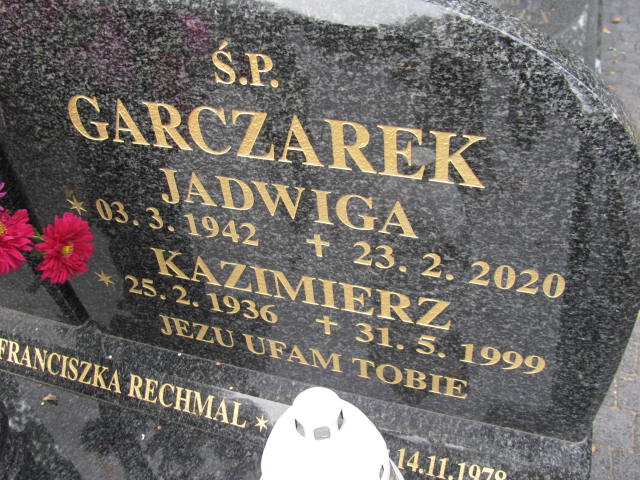 Ś.P.
GARCZAREK
JADWIGA
* 03. 3. 1942 † 23. 2. 2020
KAZIMIERZ
* 25. 2. 1936 † 31. 5. 1999
JEZU UFAM TOBIE
FRANCISZKA RECHMAL * 14.11.1978